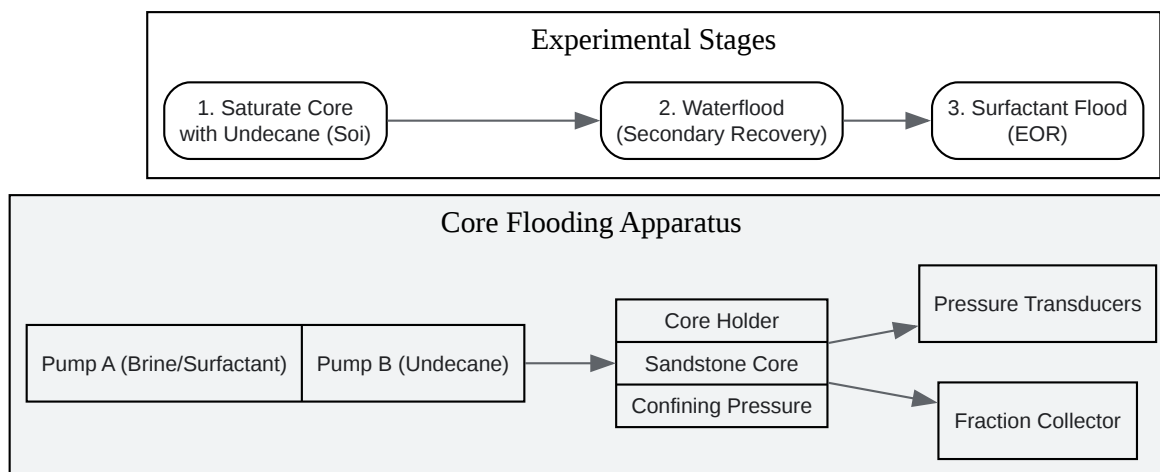 Experimental Stages
1. Saturate Core
with Undecane (Soi)
2. Waterflood
(Secondary Recovery)
3. Surfactant Flood
(EOR)
Core Flooding Apparatus
Pump A (Brine/Surfactant)
Pump B (Undecane)
Core Holder
Sandstone Core
Confining Pressure
Pressure Transducers
Fraction Collector